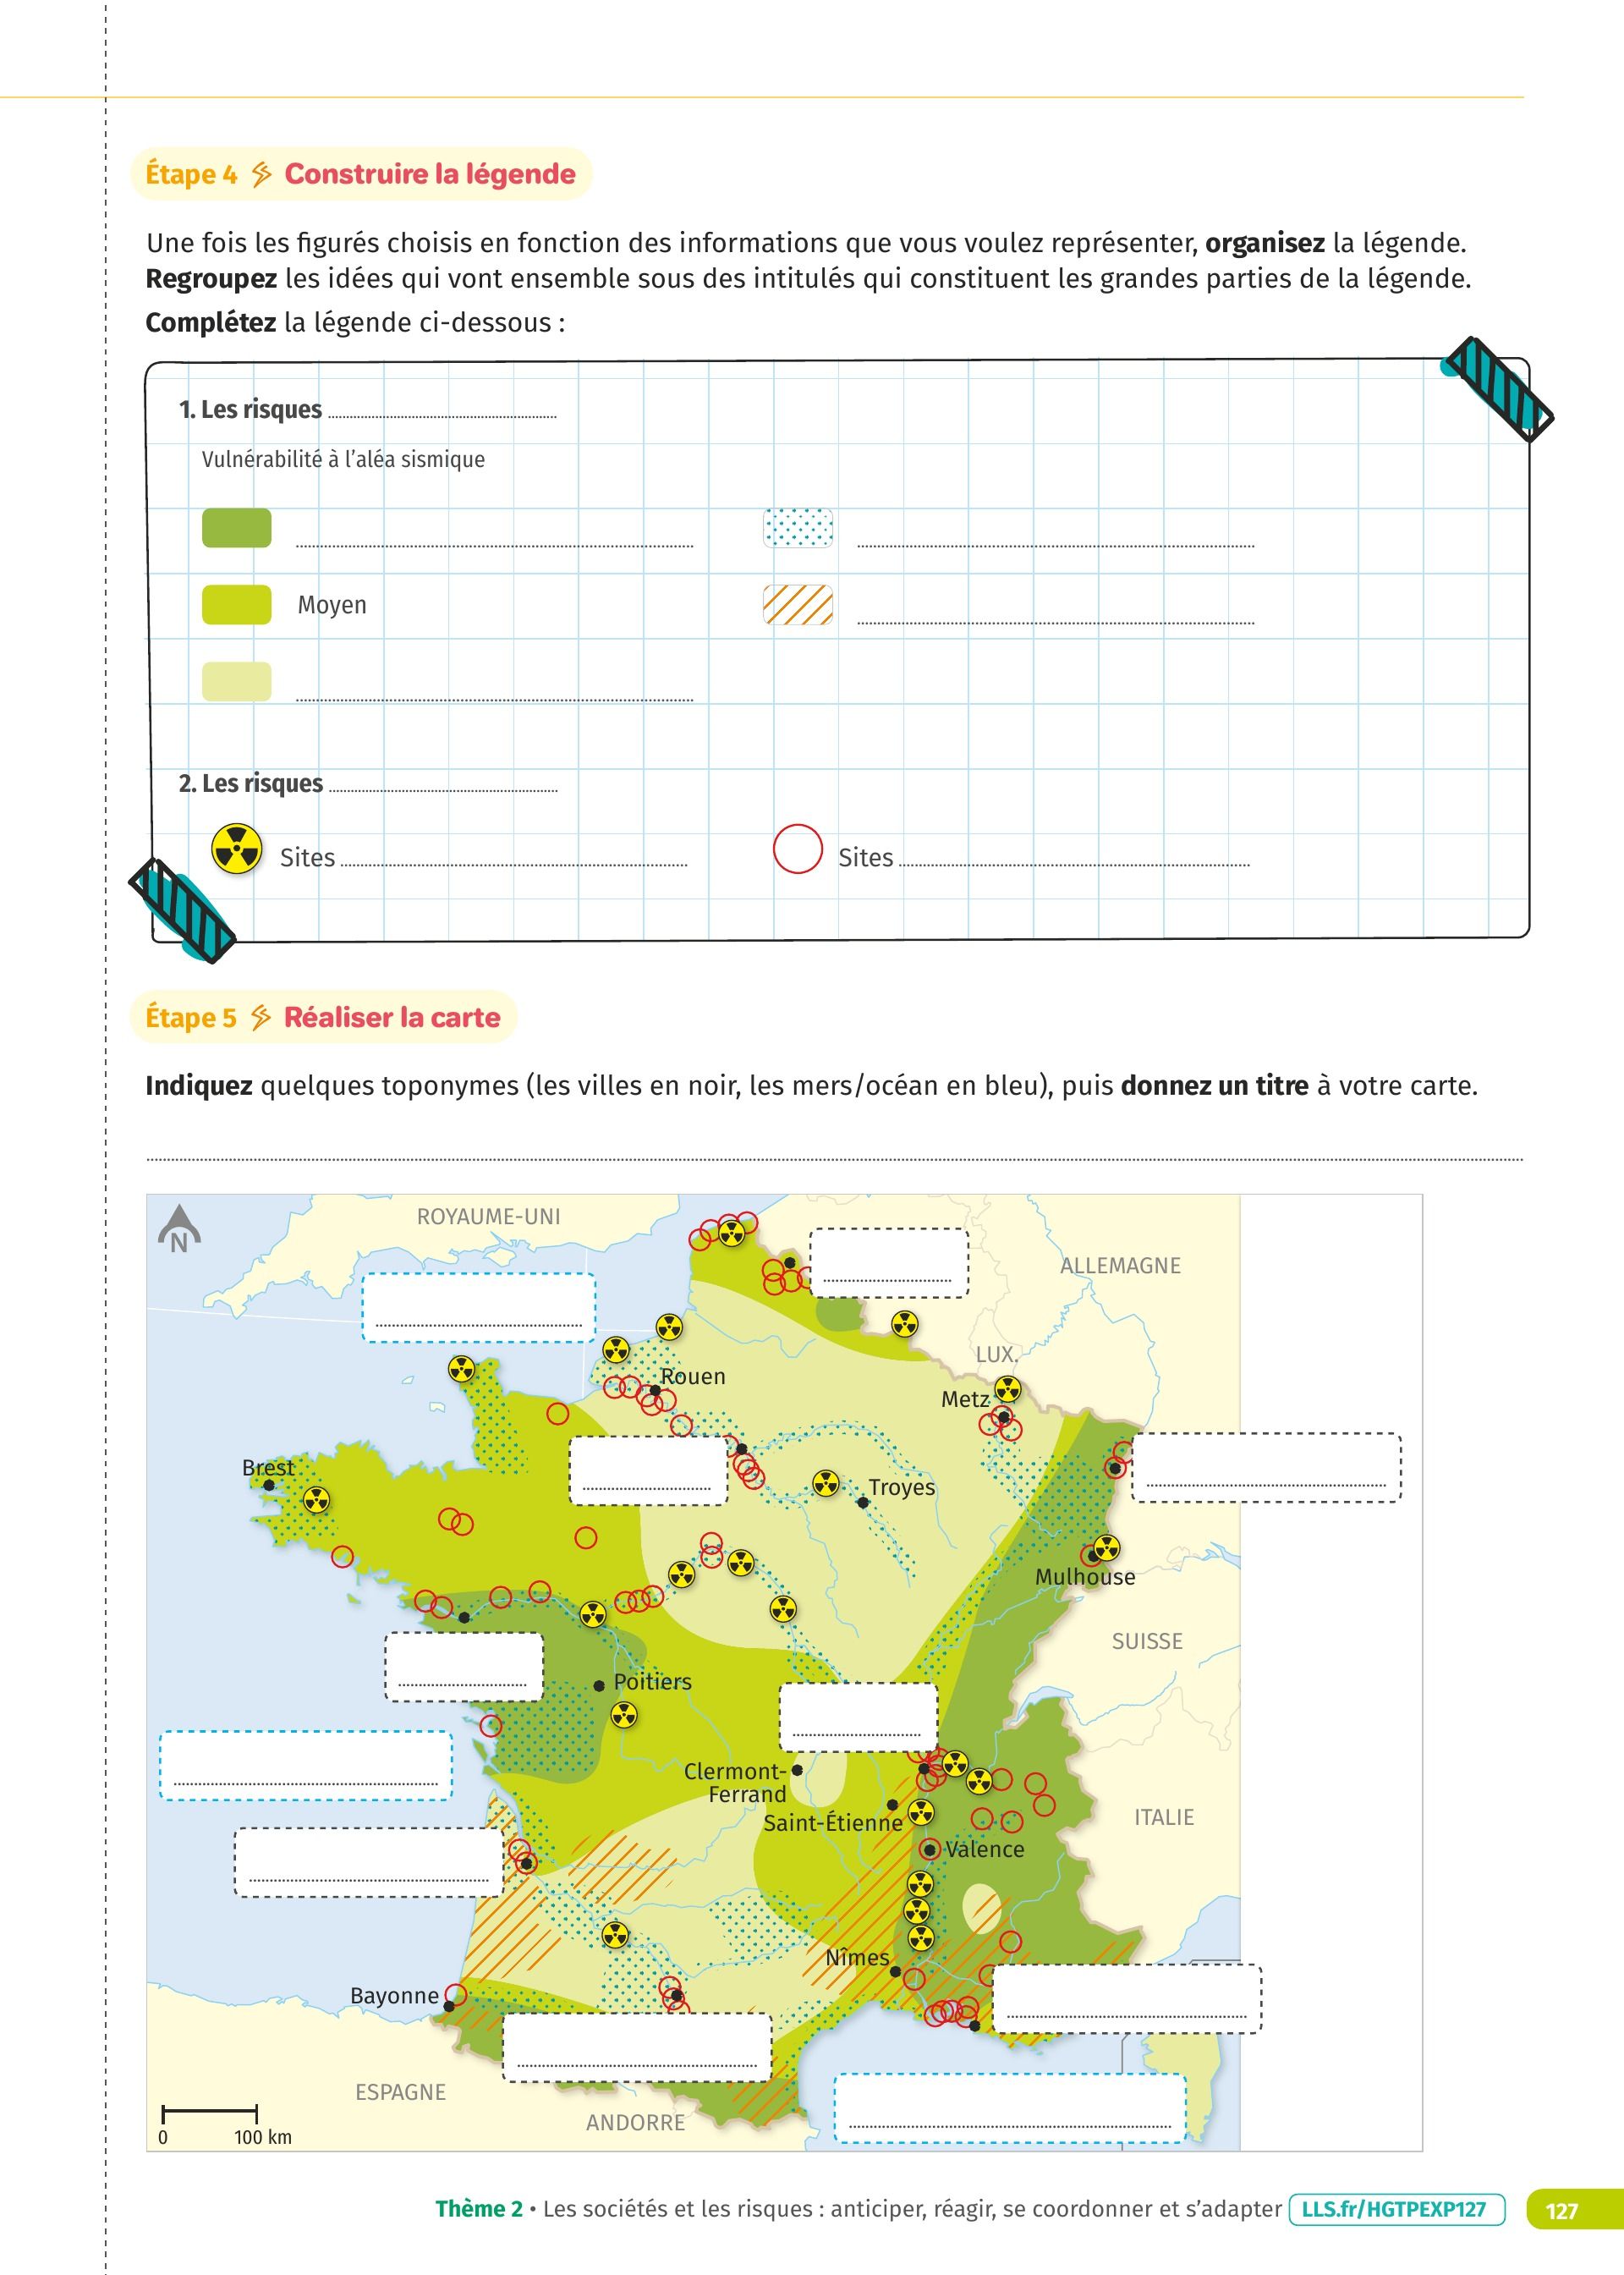 Étape 4 Construire la légende
Une fois les figurés choisis en fonction des informations que vous voulez représenter, organisez la légende.
Regroupez les idées qui vont ensemble sous des intitulés qui constituent les grandes parties de la légende.
Complétez la légende ci-dessous :
1. Les risques
Vulnérabilité à l'aléa sismique
Moyen
2. Les risques
Sites
Sites
Étape 5 Réaliser la carte
Indiquez quelques toponymes (les villes en noir, les mers/océan en bleu), puis donnez un titre à votre carte.
N
ROYAUME-UNI
ALLEMAGNE
LUX.
Rouen
Metz
Brest
Troyes
Mulhouse
SUISSE
Poitiers
Clermont-
Ferrand
Saint-Étienne
ITALIE
Valence
Nîmes
Bayonne
ESPAGNE
ANDORRE
0 100 km
Thème 2 • Les sociétés et les risques : anticiper, réagir, se coordonner et s'adapter LLS.fr/HGTPEXP127 127